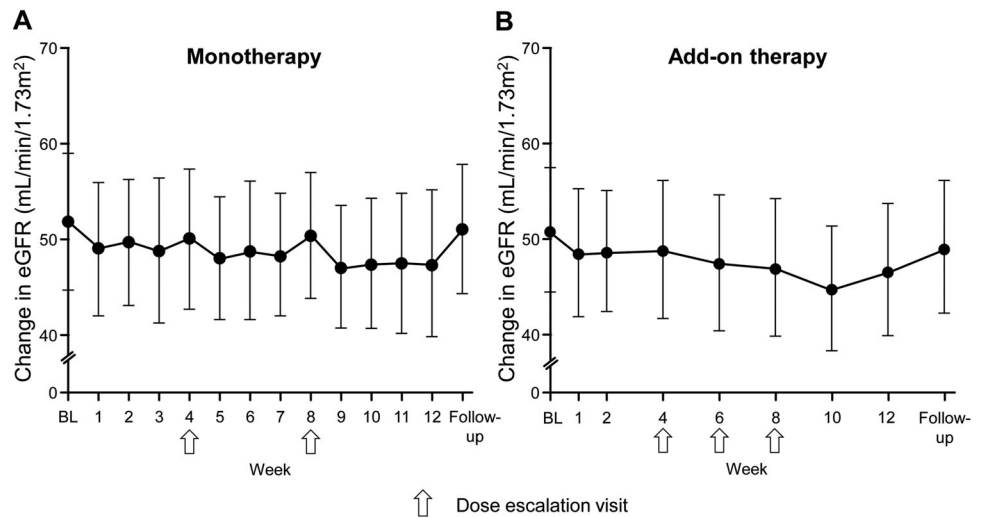 A
Monotherapy
Change in eGFR (mL/min/1.73m²)
70
60
50
40
0
BL 1 2 3 4 5 6 7 8 9 10 11 12 Follow-
up
Week
B
Add-on therapy
Change in eGFR (mL/min/1.73m²)
70
60
50
40
0
BL 1 2 4 6 8 10 12 Follow-
up
Week
Dose escalation visit